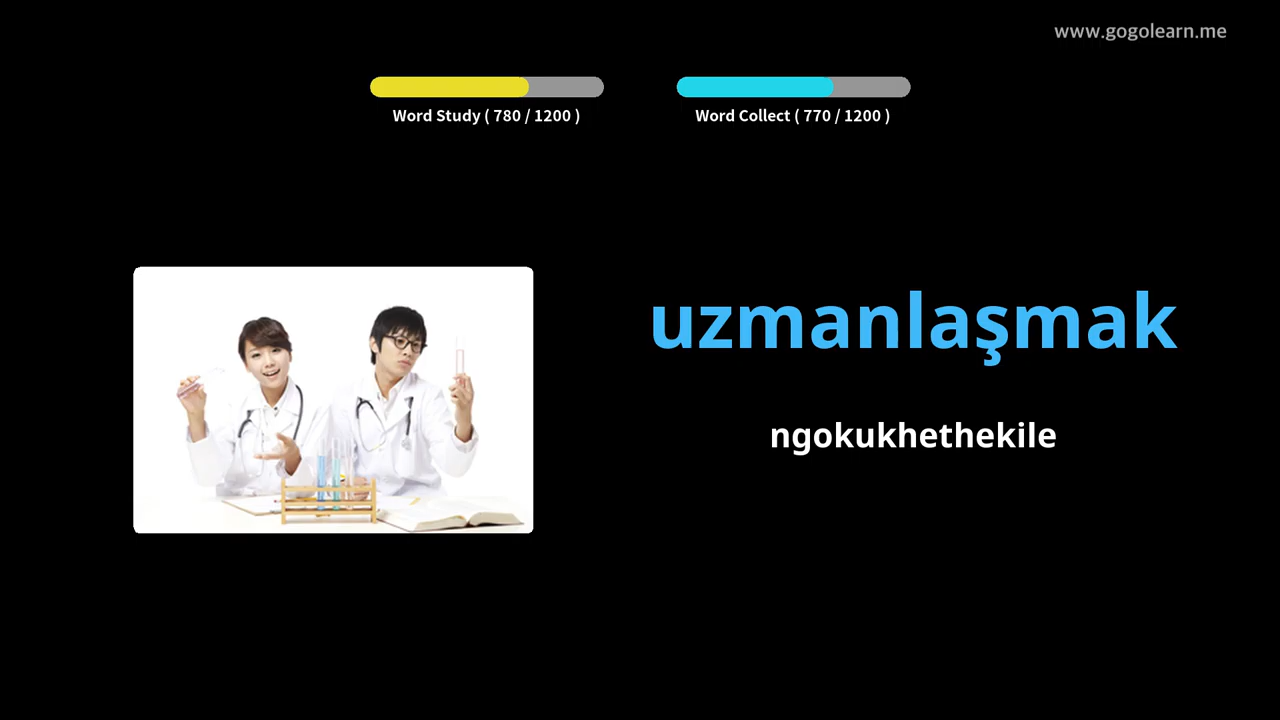 www.gogolearn.me
Word Study ( 780 / 1200 )
Word Collect ( 770 / 1200 )
uzmanlaşmak
ngokukhethekile